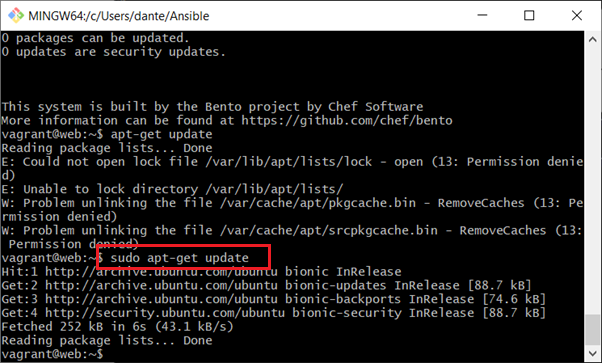 MINGW64:/c/Users/dante/Ansible
0 packages can be updated.
0 updates are security updates.
This system is built by the Bento project by Chef Software
More information can be found at https://github.com/chef/bento
vagrant@web:~$ apt-get update
Reading package lists... Done
E: Could not open lock file /var/lib/apt/lists/lock - open (13: Permission denie
d)
E: Unable to lock directory /var/lib/apt/lists/
W: Problem unlinking the file /var/cache/apt/pkgcache.bin - RemoveCaches (13: Pe
rmission denied)
W: Problem unlinking the file /var/cache/apt/srcpkgcache.bin - RemoveCaches (13:
 Permission denied)
vagrant@web:~$ sudo apt-get update
Hit:1 http://archive.ubuntu.com/ubuntu bionic InRelease
Get:2 http://archive.ubuntu.com/ubuntu bionic-updates InRelease [88.7 kB]
Get:3 http://archive.ubuntu.com/ubuntu bionic-backports InRelease [74.6 kB]
Get:4 http://security.ubuntu.com/ubuntu bionic-security InRelease [88.7 kB]
Fetched 252 kB in 6s (43.1 kB/s)
Reading package lists... Done
vagrant@web:~$